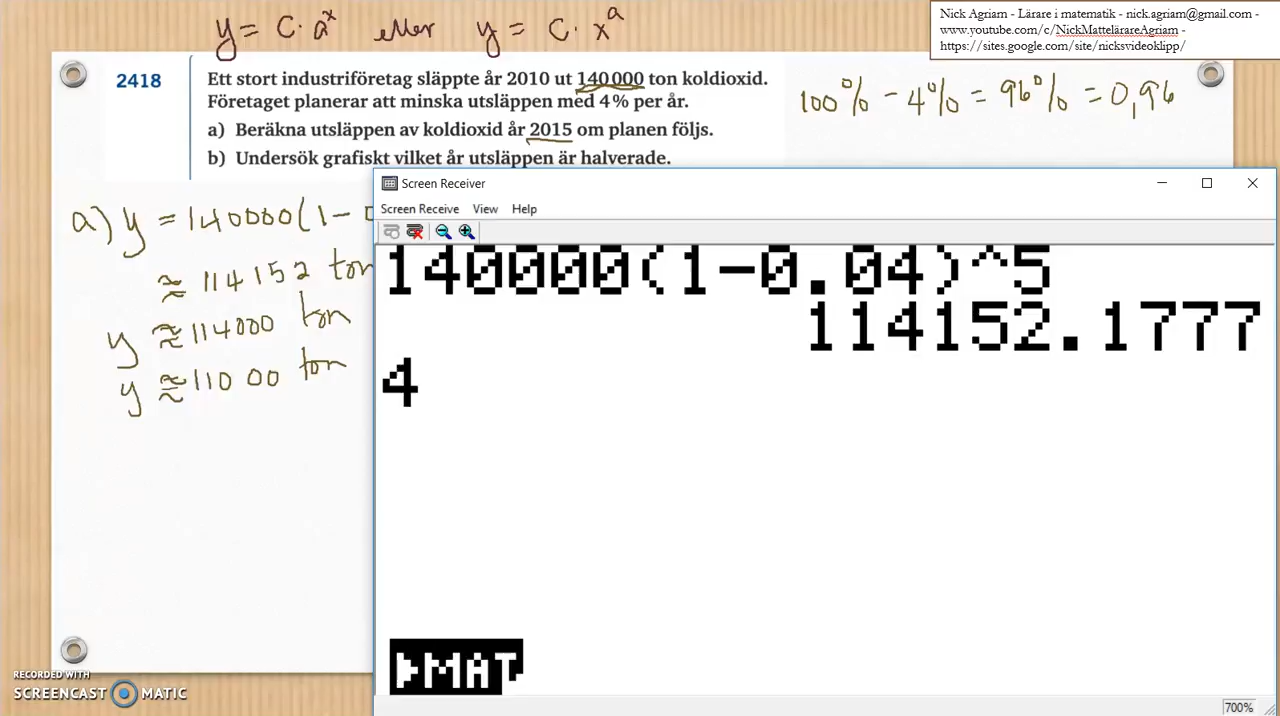 y = C · a^x eller y = C · x^a
Nick Agriam - Lärare i matematik - nick.agriam@gmail.com -
www.youtube.com/c/NickMattelärareAgriam -
https://sites.google.com/site/nicksvideoklipp/
2418
Ett stort industriföretag släppte år 2010 ut 140 000 ton koldioxid.
Företaget planerar att minska utsläppen med 4 % per år.
a) Beräkna utsläppen av koldioxid år 2015 om planen följs.
b) Undersök grafiskt vilket år utsläppen är halverade.
100% - 4% = 96% = 0,96
a) y = 140000(1- 0
≈ 114152 ton
y ≈ 114000 ton
y ≈ 110 00 ton
Screen Receiver
Screen Receive View Help
140000(1-0.04)^5
114152.1777
4
▶MAT
700%
RECORDED WITH
SCREENCAST MATIC